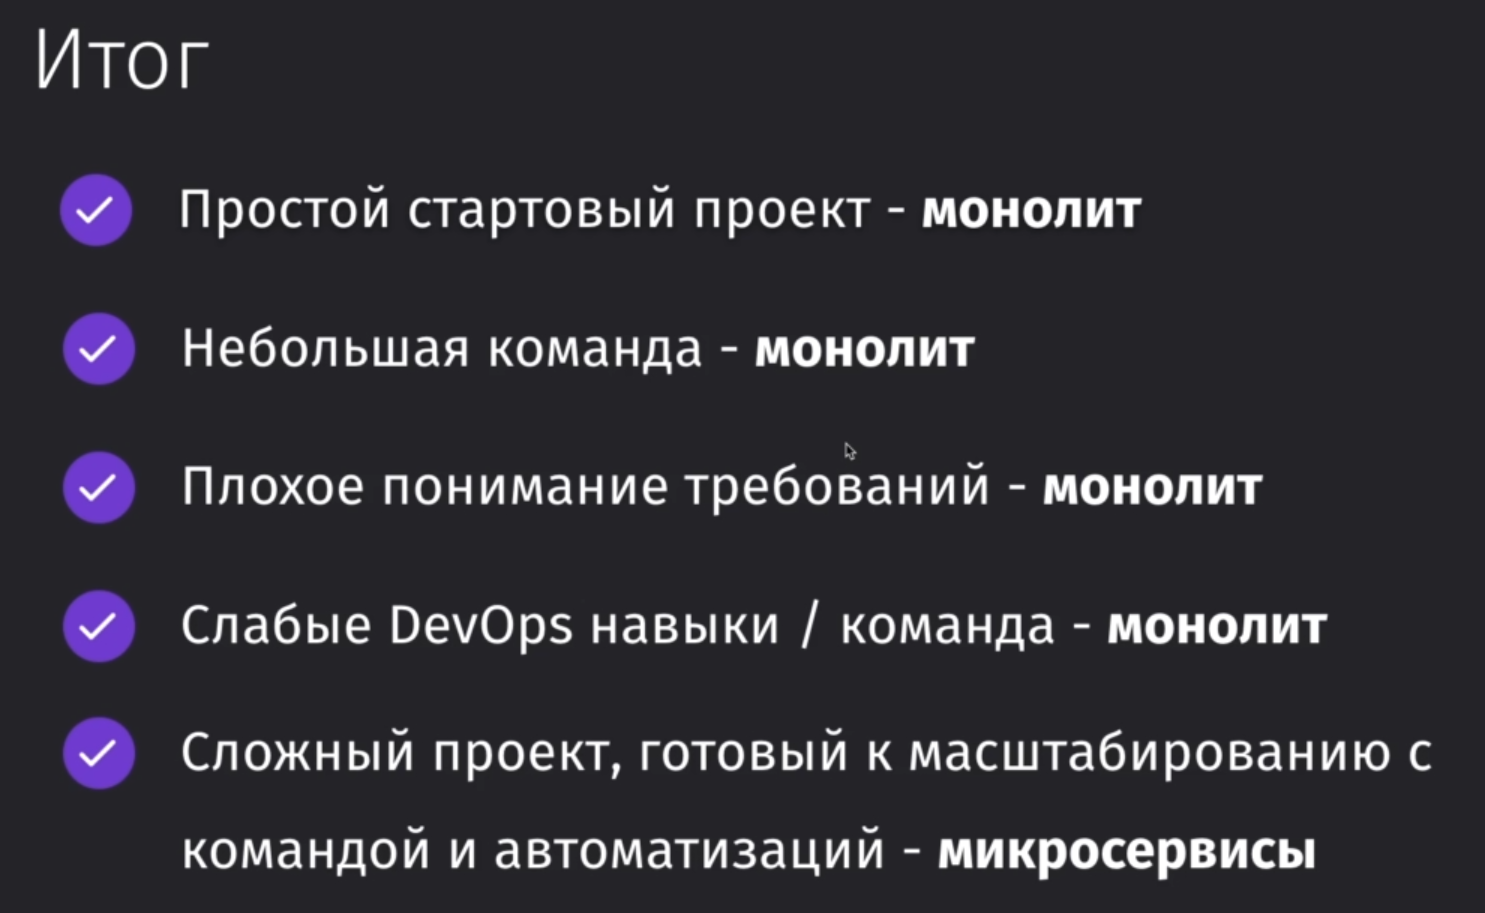 Итог
Простой стартовый проект - монолит
Небольшая команда - монолит
Плохое понимание требований - монолит
Слабые DevOps навыки / команда - монолит
Сложный проект, готовый к масштабированию с
командой и автоматизаций - микросервисы